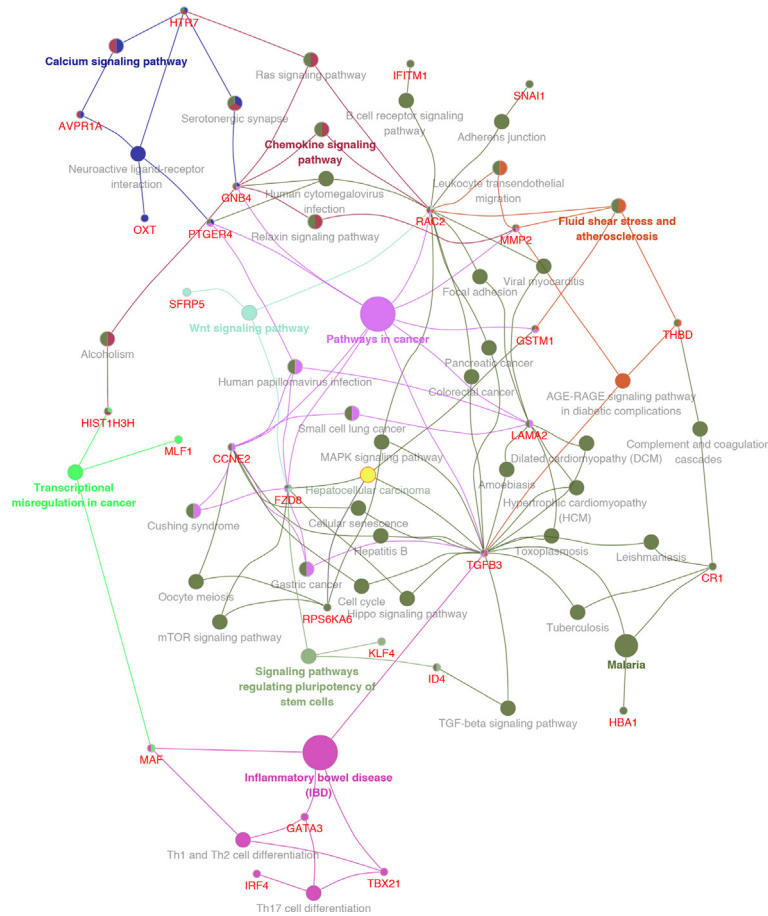 HTR7
Calcium signaling pathway
Ras signaling pathway
IFITM1
SNAI1
AVPR1A
Serotonergic synapse
B cell receptor signaling
pathway
Adherens junction
Chemokine signaling
pathway
Neuroactive ligand-receptor
interaction
Leukocyte transendothelial
migration
GNB4
Human cytomegalovirus
infection
RAC2
Fluid shear stress and
atherosclerosis
OXT
PTGER4
Relaxin signaling pathway
MMP2
Viral myocarditis
Focal adhesion
SFRP5
Wnt signaling pathway
Pathways in cancer
GSTM1
THBD
Alcoholism
Pancreatic cancer
Human papillomavirus infection
Colorectal cancer
AGE-RAGE signaling pathway
in diabetic complications
HIST1H3H
Small cell lung cancer
LAMA2
MLF1
CCNE2
MAPK signaling pathway
Dilated cardiomyopathy (DCM)
Complement and coagulation
cascades
Transcriptional
misregulation in cancer
FZD8
Hepatocellular carcinoma
Amoebiasis
Hypertrophic cardiomyopathy
(HCM)
Cushing syndrome
Cellular senescence
Hepatitis B
Toxoplasmosis
Leishmaniasis
TGFB3
CR1
Gastric cancer
Oocyte meiosis
Cell cycle
Hippo signaling pathway
RPS6KA6
Tuberculosis
mTOR signaling pathway
KLF4
Malaria
Signaling pathways
regulating pluripotency of
stem cells
ID4
TGF-beta signaling pathway
HBA1
MAF
Inflammatory bowel disease
(IBD)
GATA3
Th1 and Th2 cell differentiation
IRF4
TBX21
Th17 cell differentiation